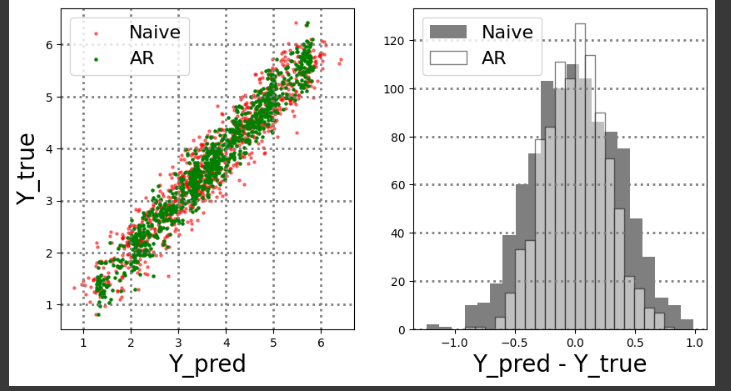 Naive
AR
6
5
4
3
2
1
Y_true
1 2 3 4 5 6
Y_pred
Naive
AR
120
100
80
60
40
20
0
−1.0 −0.5 0.0 0.5 1.0
Y_pred - Y_true